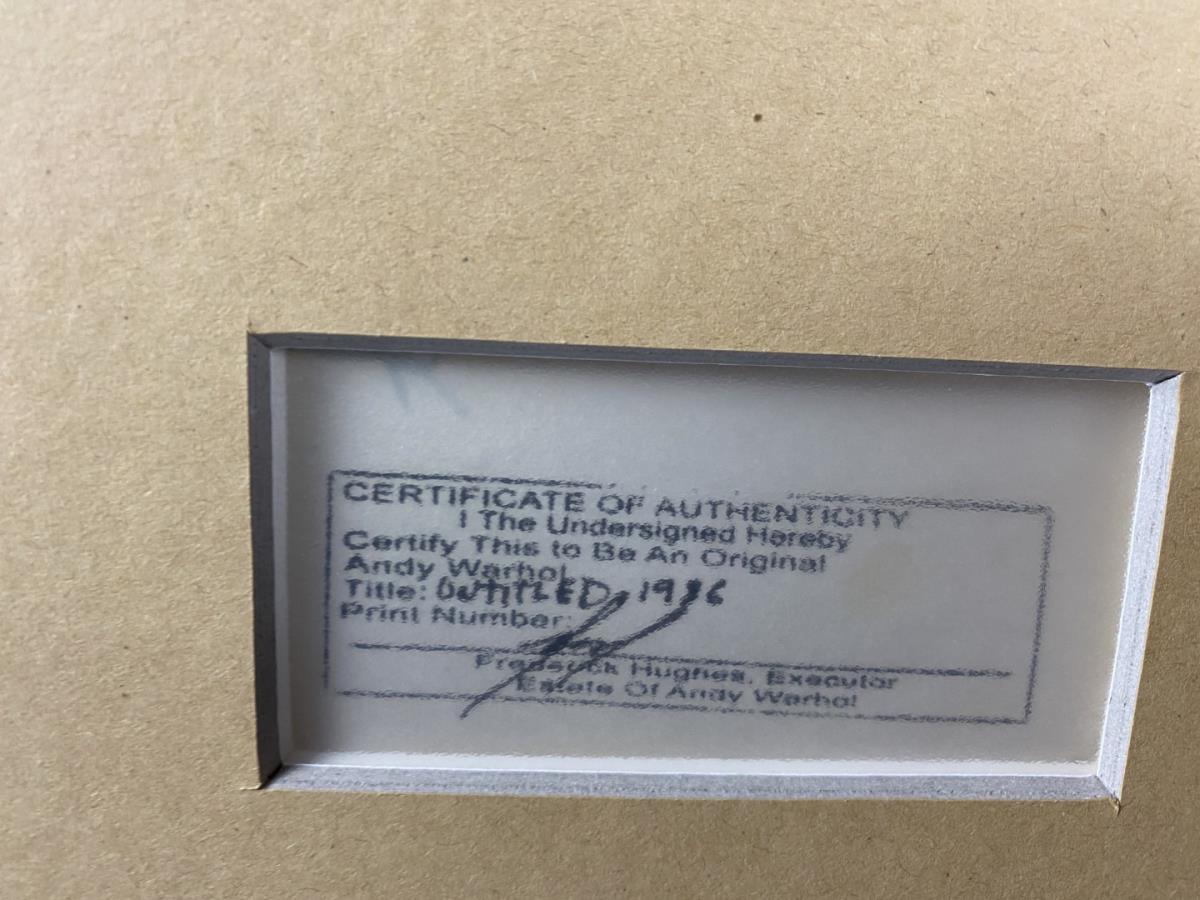 CERTIFICATE OF AUTHENTICITY
I The Undersigned Hereby
Certify This to Be An Original
Andy Warhol
Title: UNTITLED, 1986
Print Number:
Frederick Hughes, Executor
Estate Of Andy Warhol